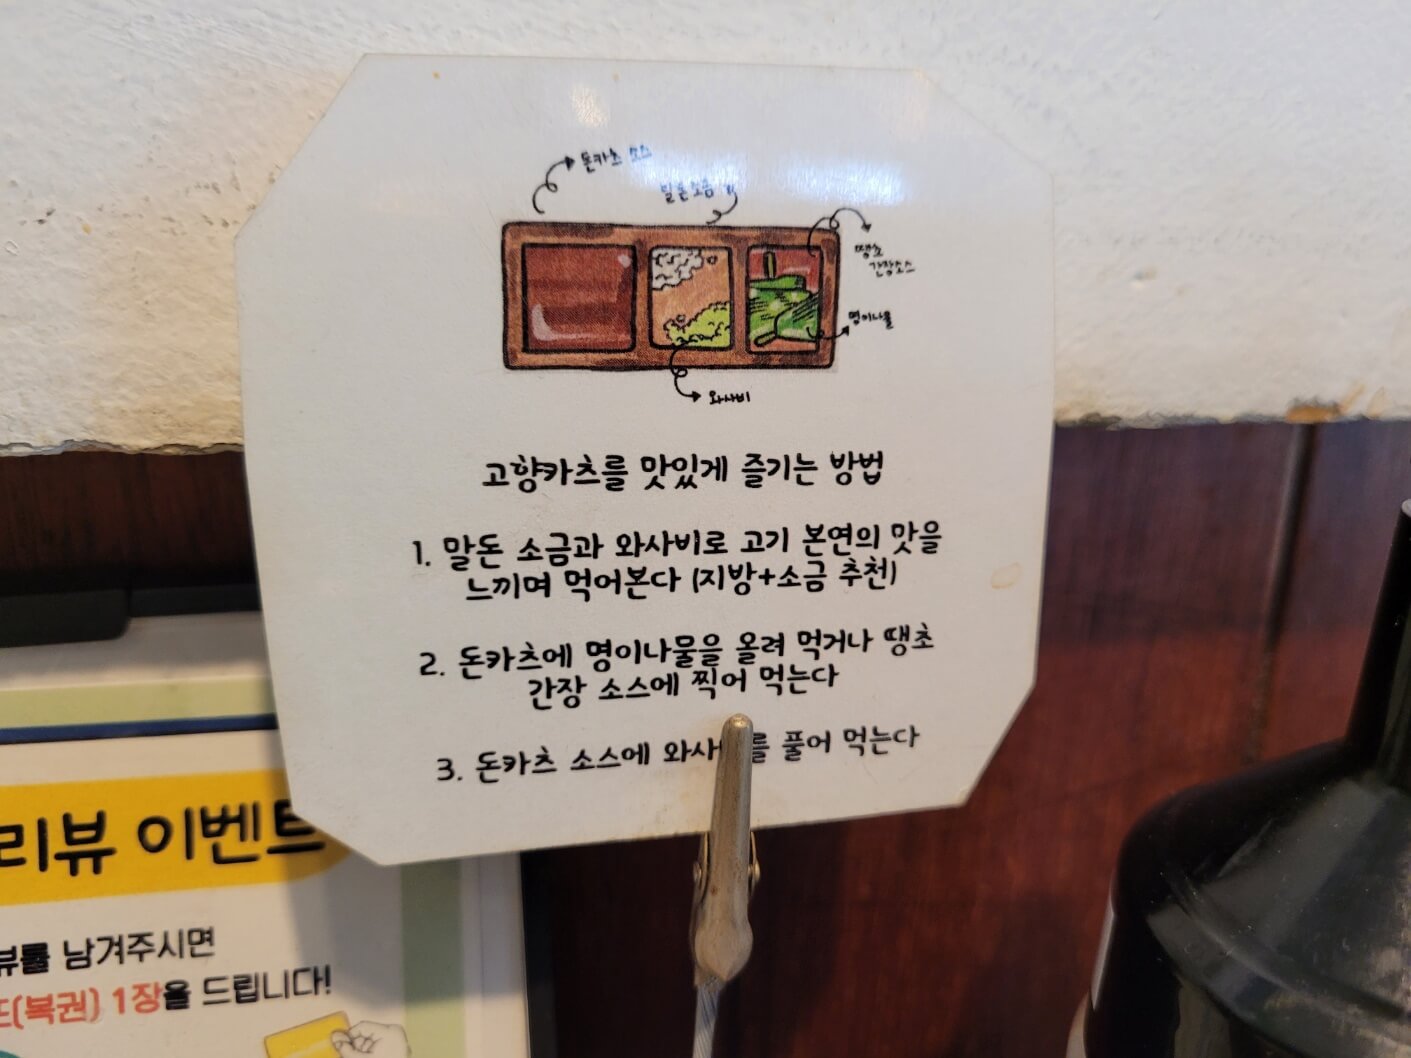 돈카츠 소스
말돈 소금
땡초
간장소스
명이나물
와사비
고향카츠를 맛있게 즐기는 방법
1. 말돈 소금과 와사비로 고기 본연의 맛을
느끼며 먹어본다 (지방+소금 추천)
2. 돈카츠에 명이나물을 올려 먹거나 땡초
간장 소스에 찍어 먹는다
3. 돈카츠 소스에 와사 를 풀어 먹는다
리뷰 이벤트
뷰를 남겨주시면
(복권) 1장을 드립니다!